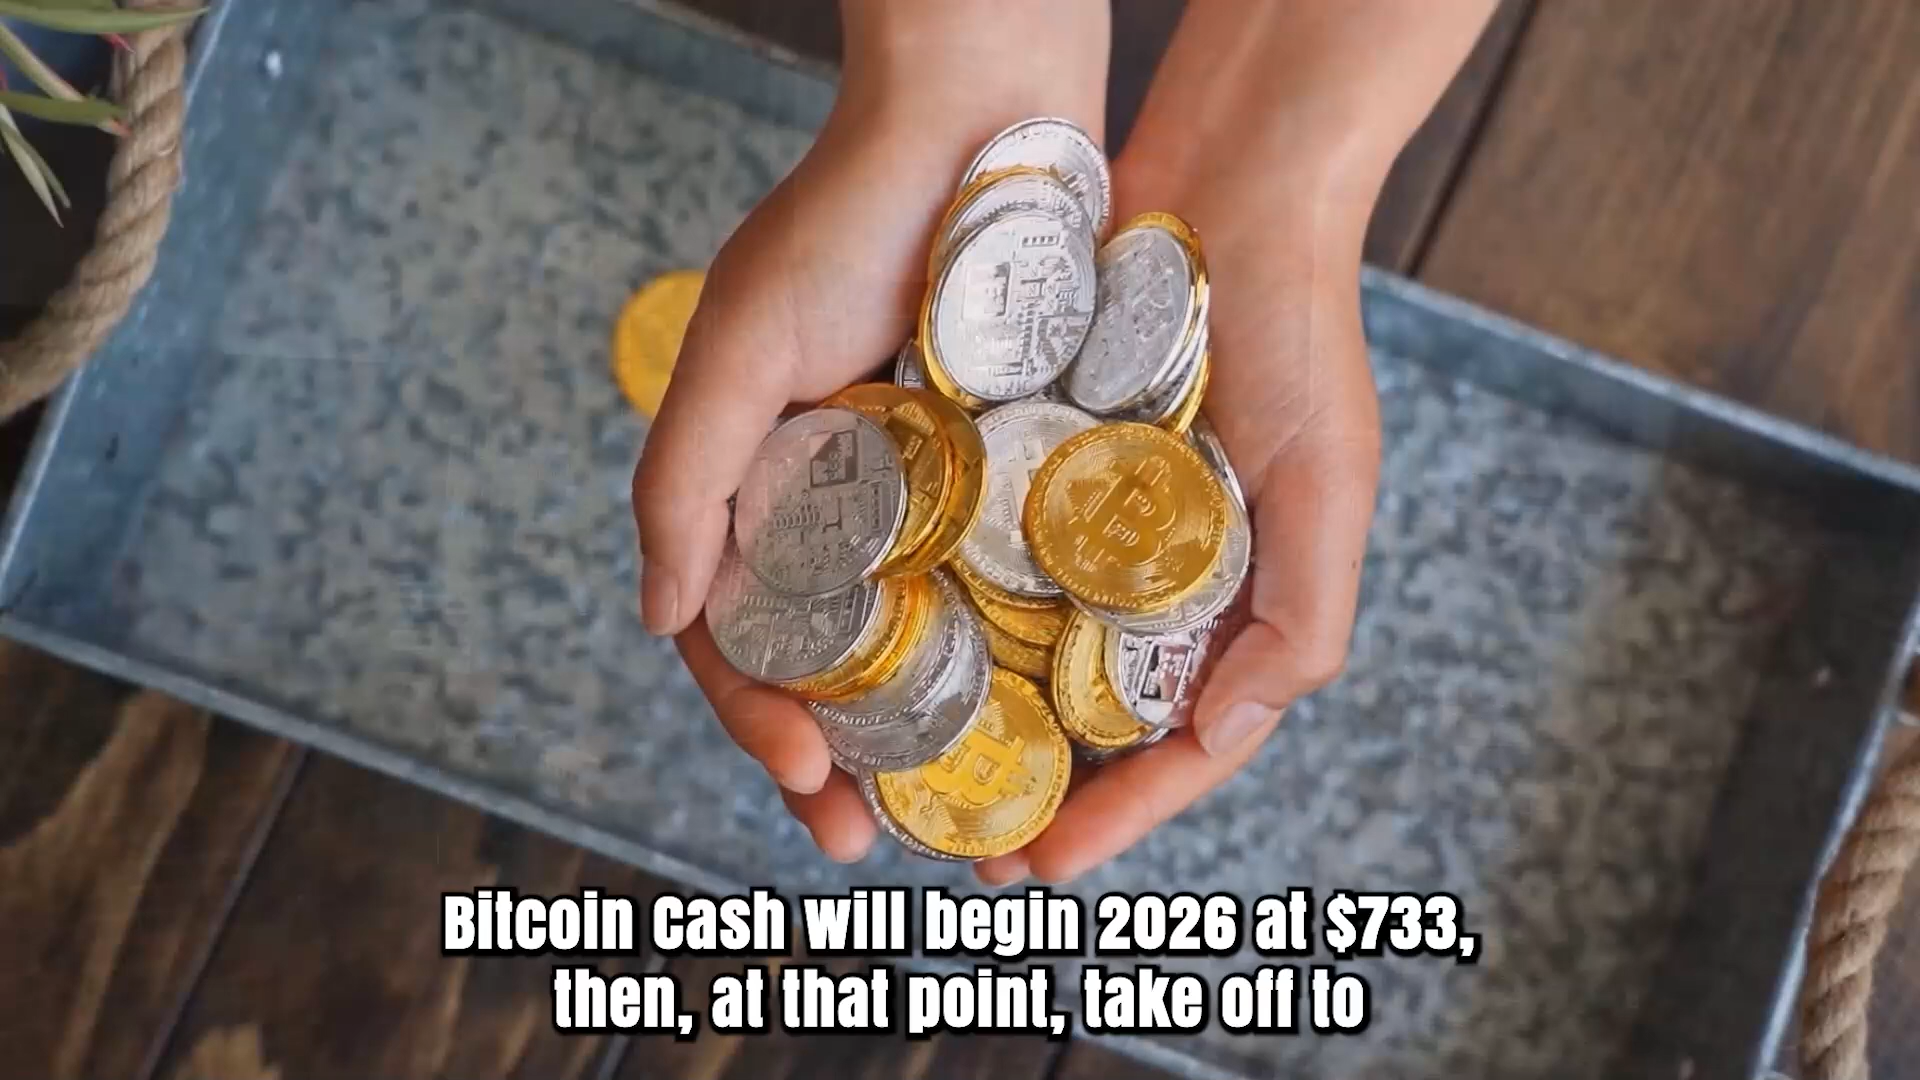 Bitcoin Cash will begin 2026 at $733,
then, at that point, take off to